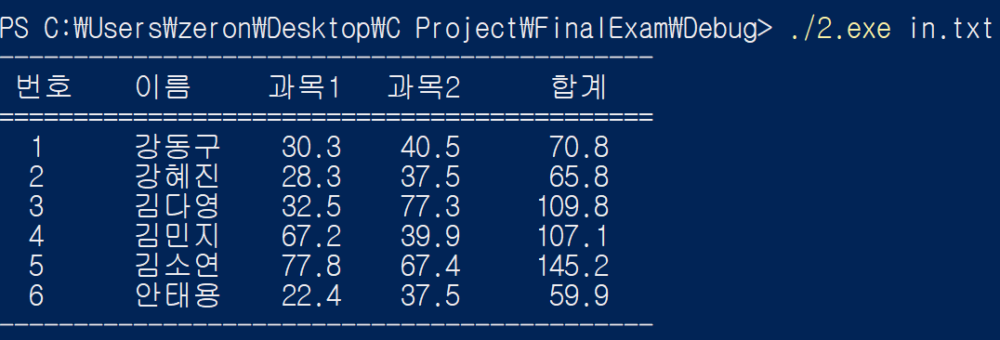 PS C:₩Users₩zeron₩Desktop₩C Project₩FinalExam₩Debug> ./2.exe in.txt
--------------------------------------------
번호 이름 과목1 과목2 합계
============================================
1 강동구 30.3 40.5 70.8
2 강혜진 28.3 37.5 65.8
3 김다영 32.5 77.3 109.8
4 김민지 67.2 39.9 107.1
5 김소연 77.8 67.4 145.2
6 안태용 22.4 37.5 59.9
--------------------------------------------